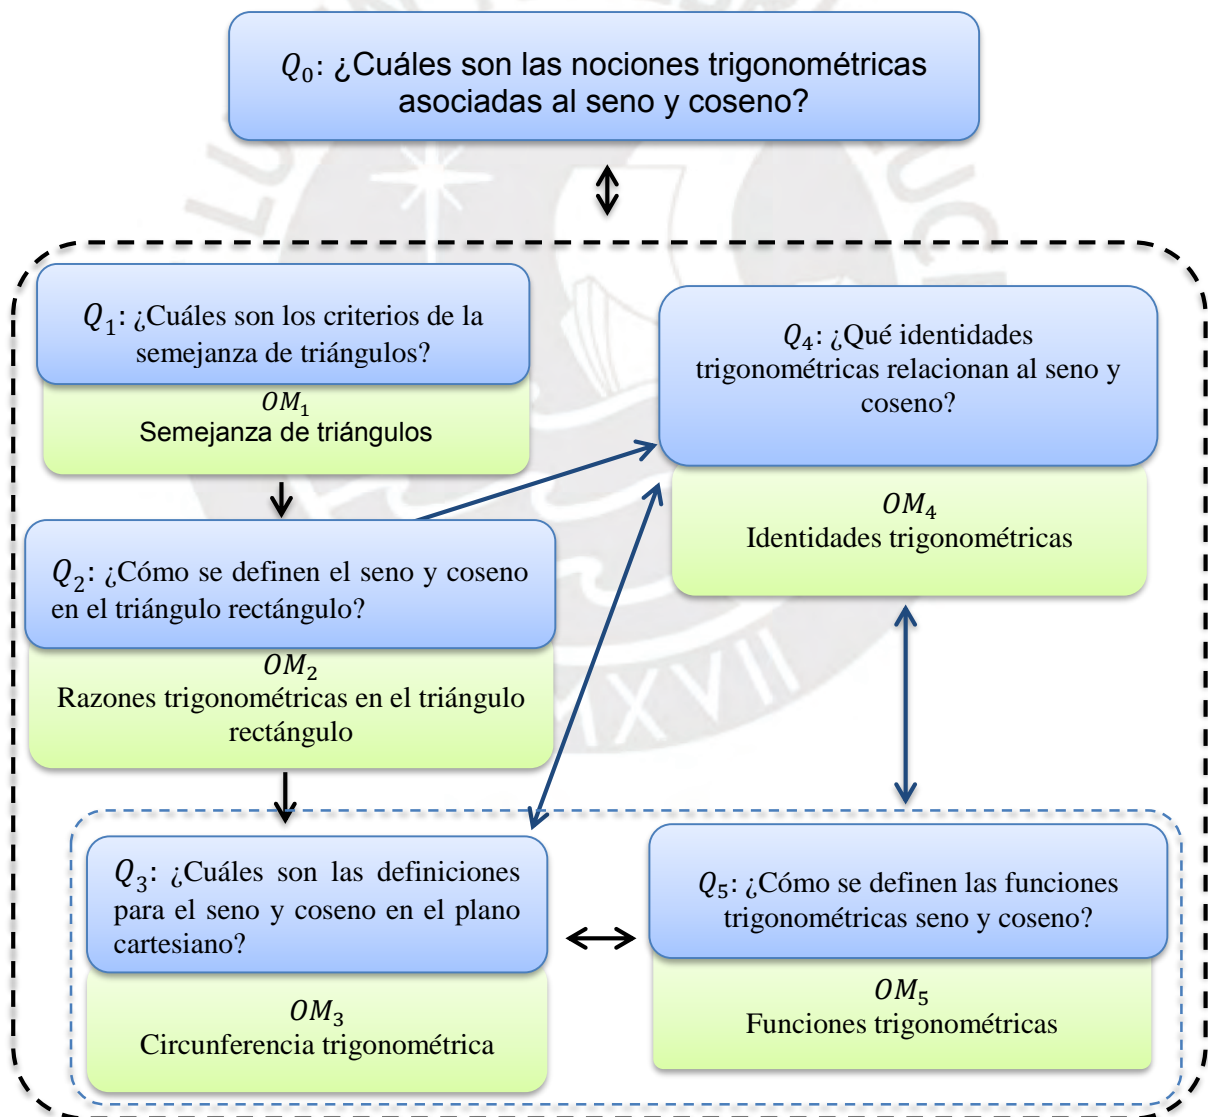 Q₀: ¿Cuáles son las nociones trigonométricas
asociadas al seno y coseno?
Q₁: ¿Cuáles son los criterios de la
semejanza de triángulos?
OM₁
Semejanza de triángulos
Q₄: ¿Qué identidades
trigonométricas relacionan al seno y
coseno?
OM₄
Identidades trigonométricas
Q₂: ¿Cómo se definen el seno y coseno
en el triángulo rectángulo?
OM₂
Razones trigonométricas en el triángulo
rectángulo
Q₃: ¿Cuáles son las definiciones
para el seno y coseno en el plano
cartesiano?
OM₃
Circunferencia trigonométrica
Q₅: ¿Cómo se definen las funciones
trigonométricas seno y coseno?
OM₅
Funciones trigonométricas
MXVII